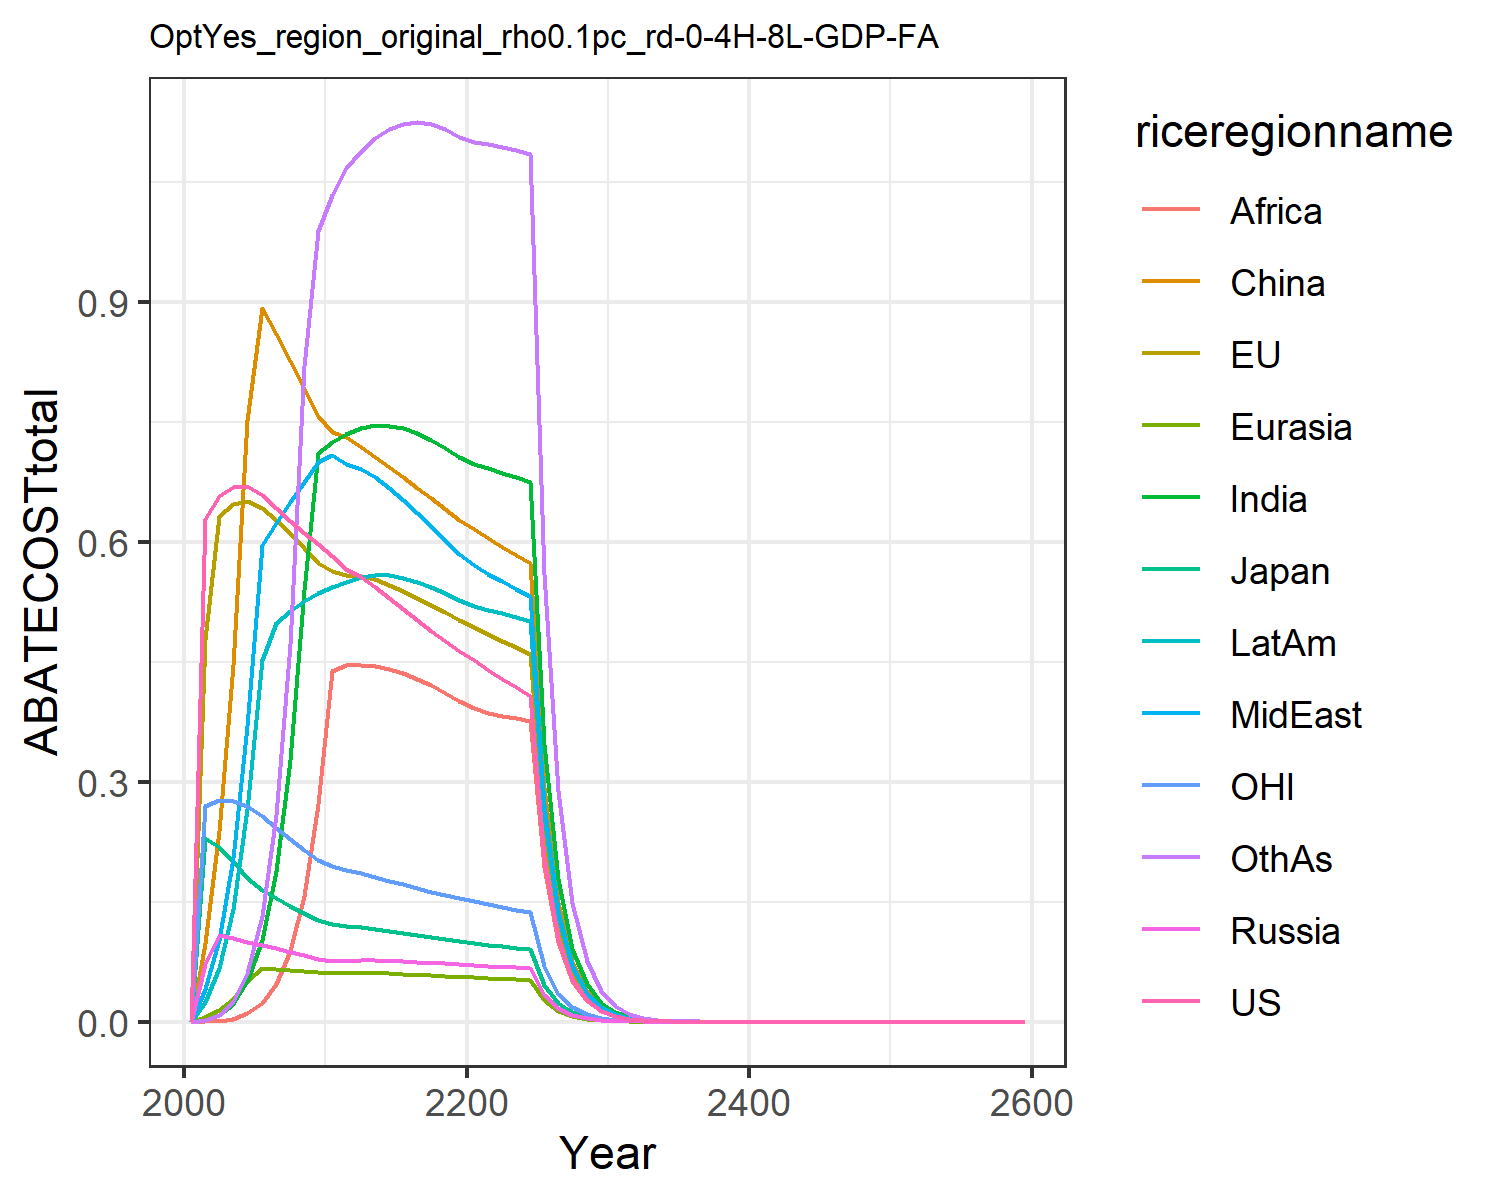 OptYes_region_original_rho0.1pc_rd-0-4H-8L-GDP-FA
ABATECOSTtotal
0.9
0.6
0.3
0.0
2000 2200 2400 2600
Year
riceregionname
Africa
China
EU
Eurasia
India
Japan
LatAm
MidEast
OHI
OthAs
Russia
US